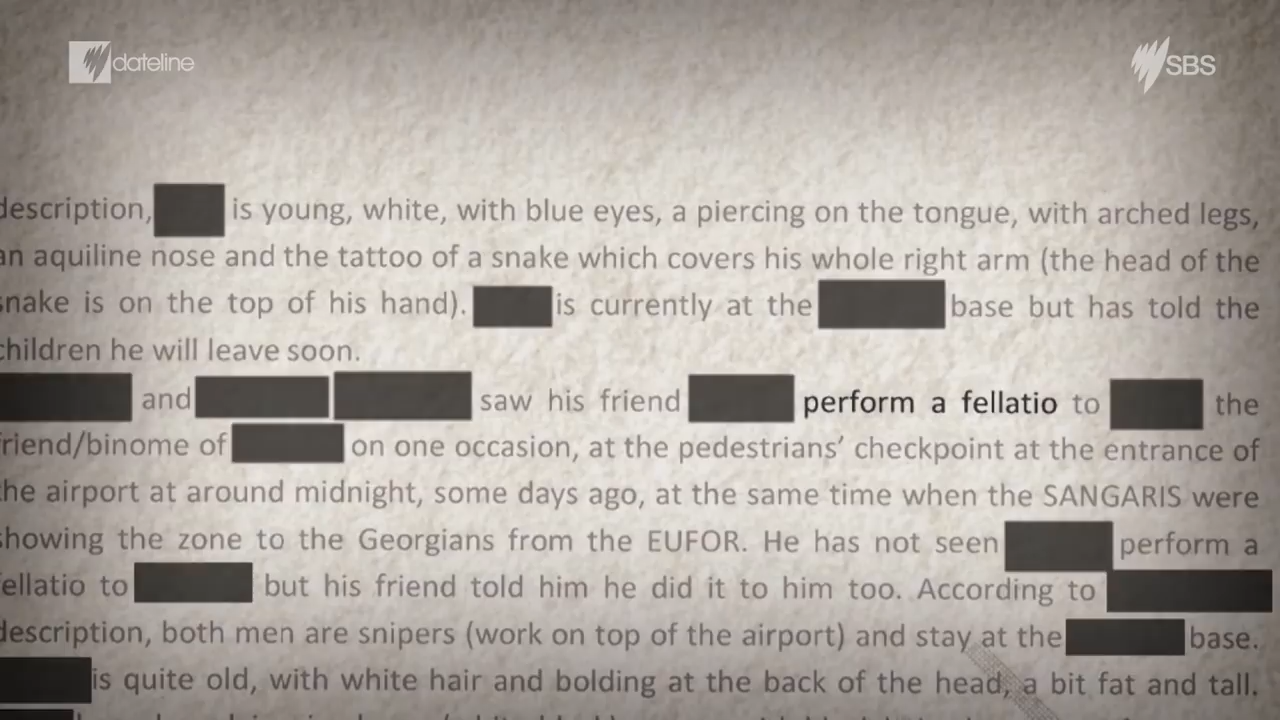 dateline
SBS
description, is young, white, with blue eyes, a piercing on the tongue, with arched legs,
an aquiline nose and the tattoo of a snake which covers his whole right arm (the head of the
snake is on the top of his hand). is currently at the base but has told the
children he will leave soon.
and saw his friend perform a fellatio to the
friend/binome of on one occasion, at the pedestrians’ checkpoint at the entrance of
the airport at around midnight, some days ago, at the same time when the SANGARIS were
showing the zone to the Georgians from the EUFOR. He has not seen perform a
fellatio to but his friend told him he did it to him too. According to
description, both men are snipers (work on top of the airport) and stay at the base.
is quite old, with white hair and bolding at the back of the head, a bit fat and tall.